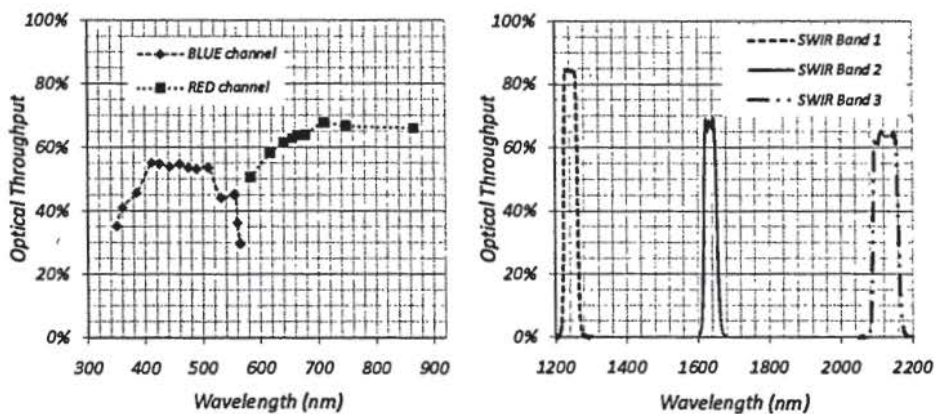 100%
80%
60%
40%
20%
0%
Optical Throughput
BLUE channel
RED channel
300 400 500 600 700 800 900
Wavelength (nm)
100%
80%
60%
40%
20%
0%
Optical Throughput
SWIR Band 1
SWIR Band 2
SWIR Band 3
1200 1400 1600 1800 2000 2200
Wavelength (nm)